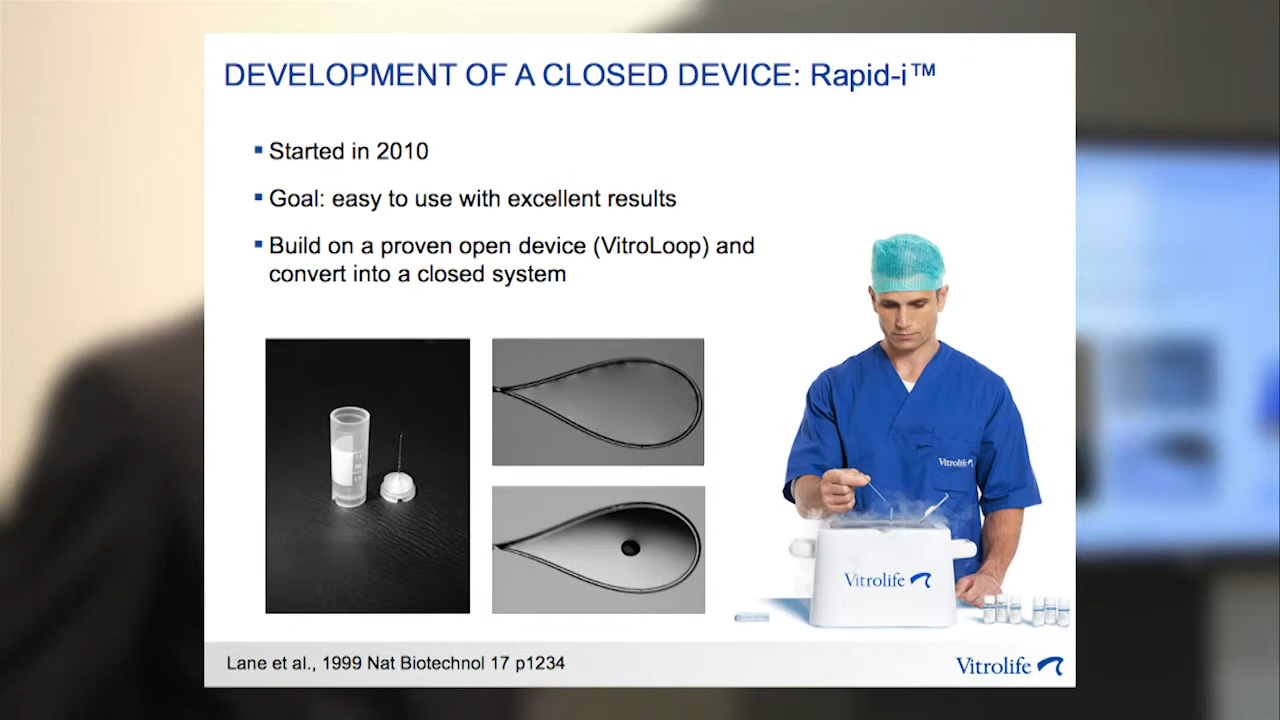 DEVELOPMENT OF A CLOSED DEVICE: Rapid-i™
▪ Started in 2010
▪ Goal: easy to use with excellent results
▪ Build on a proven open device (VitroLoop) and
convert into a closed system
Vitrolife
Vitrolife
Lane et al., 1999 Nat Biotechnol 17 p1234
Vitrolife